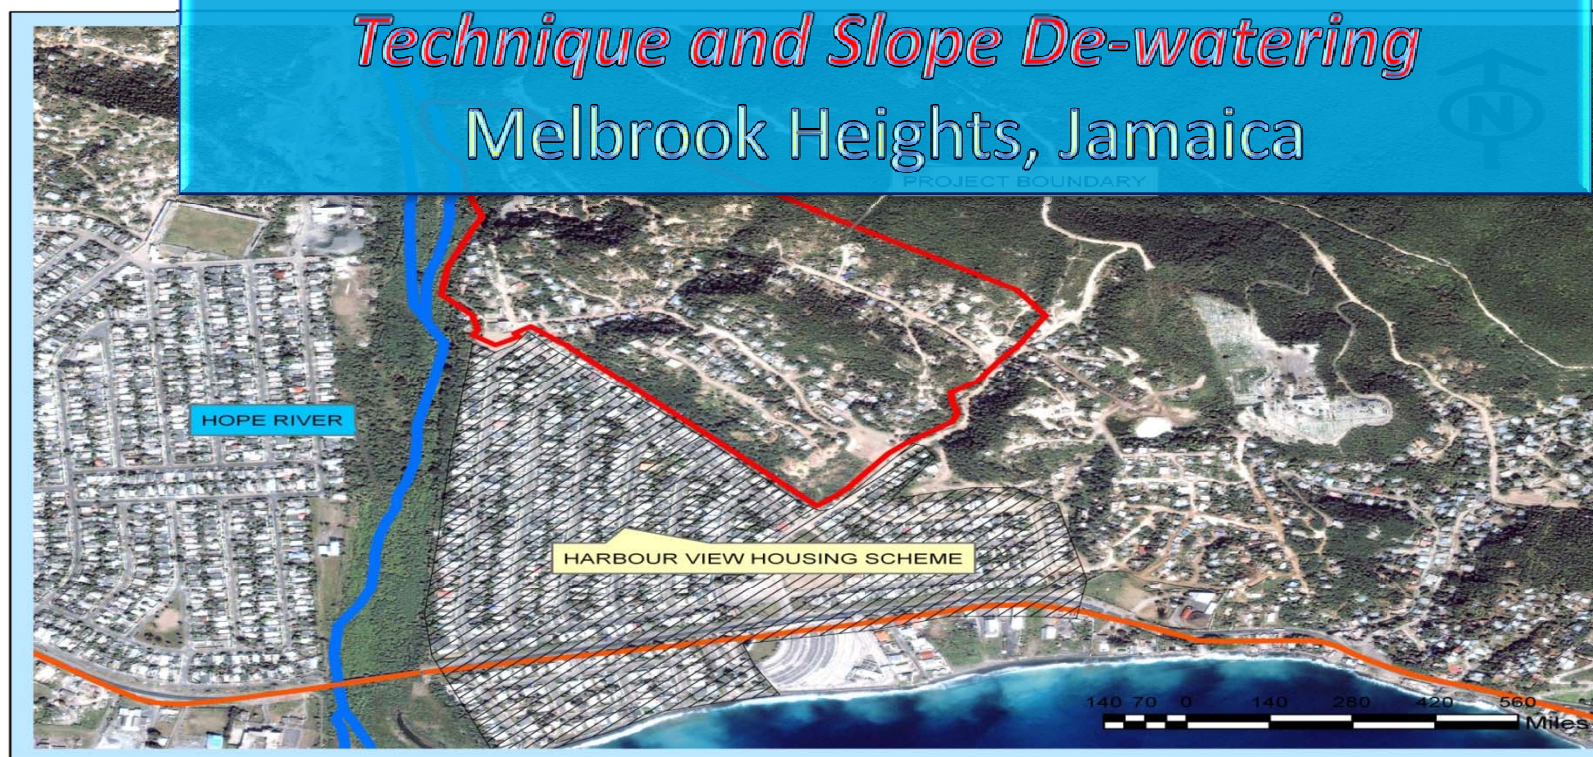 Technique and Slope De-watering
Melbrook Heights, Jamaica
N
PROJECT BOUNDARY
HOPE RIVER
HARBOUR VIEW HOUSING SCHEME
140 70 0 140 280 420 560
Miles